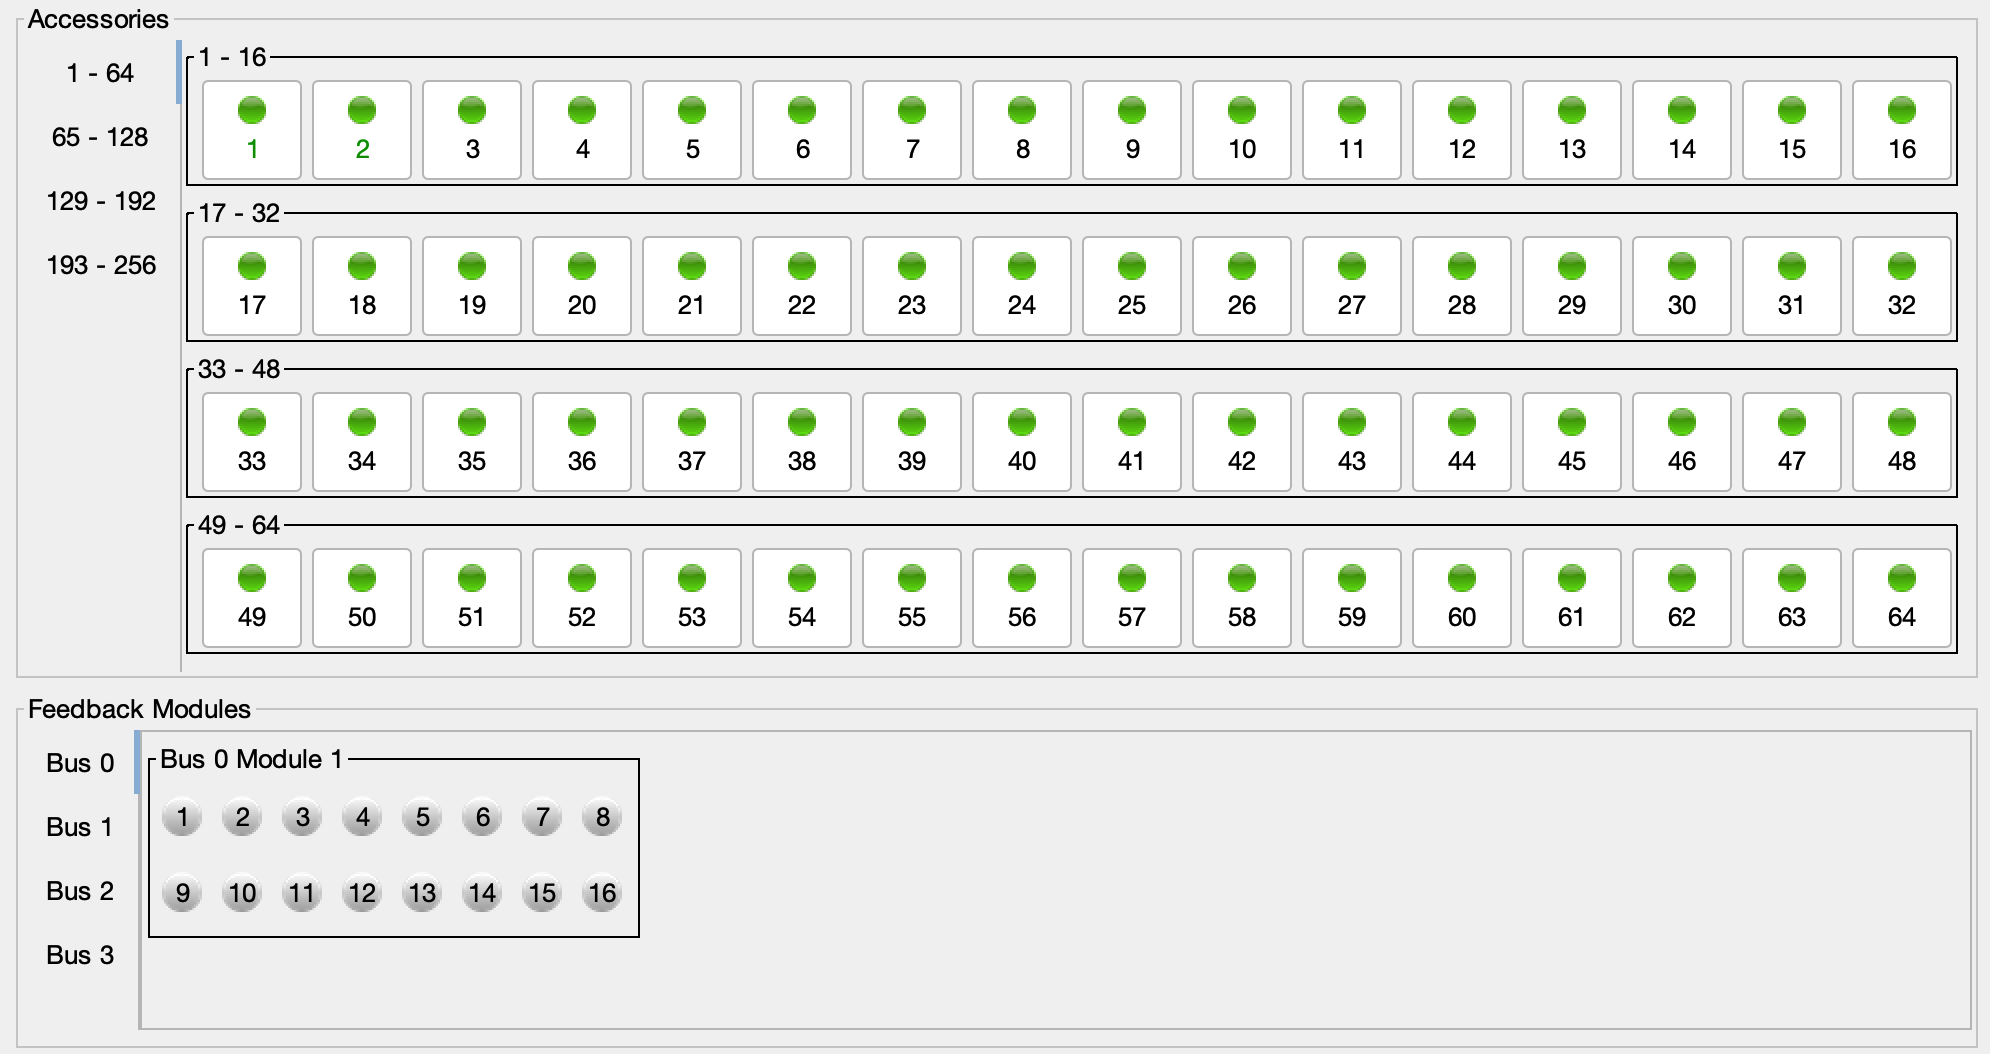 Accessories
1 - 64
65 - 128
129 - 192
193 - 256
1 - 16
1 2 3 4 5 6 7 8 9 10 11 12 13 14 15 16
17 - 32
17 18 19 20 21 22 23 24 25 26 27 28 29 30 31 32
33 - 48
33 34 35 36 37 38 39 40 41 42 43 44 45 46 47 48
49 - 64
49 50 51 52 53 54 55 56 57 58 59 60 61 62 63 64
Feedback Modules
Bus 0
Bus 1
Bus 2
Bus 3
Bus 0 Module 1
1 2 3 4 5 6 7 8
9 10 11 12 13 14 15 16